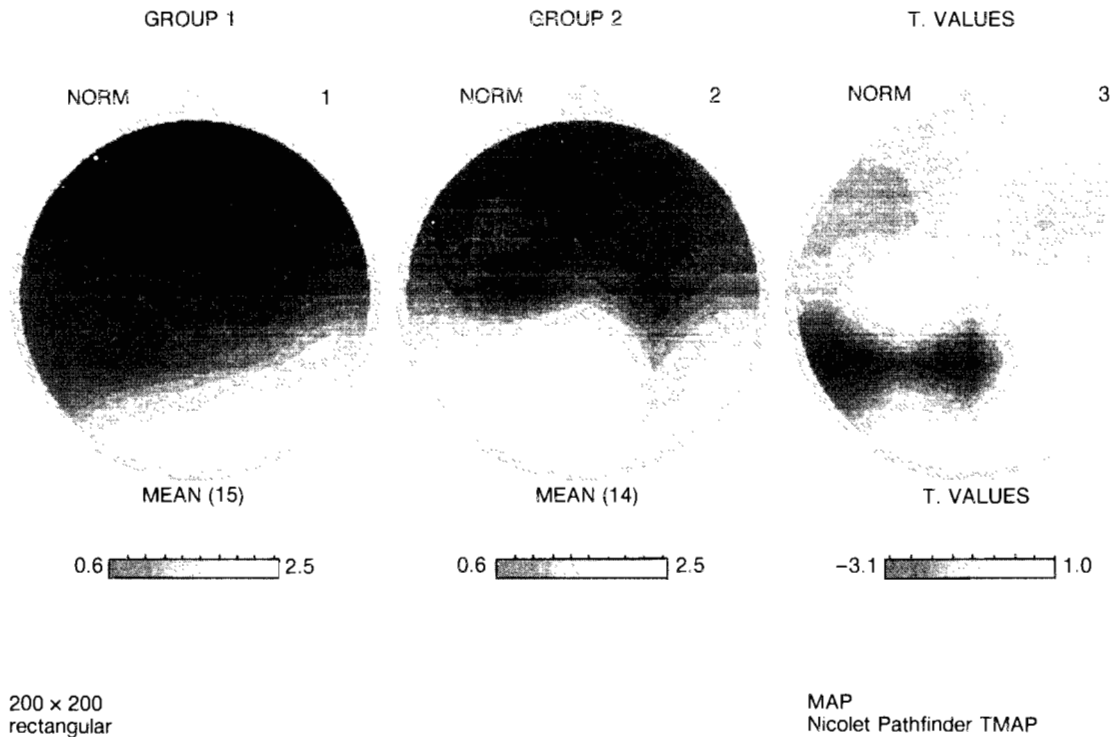 GROUP 1
GROUP 2
T. VALUES
NORM 1
NORM 2
NORM 3
MEAN (15)
MEAN (14)
T. VALUES
0.6 2.5
0.6 2.5
−3.1 1.0
200 × 200
rectangular
MAP
Nicolet Pathfinder TMAP